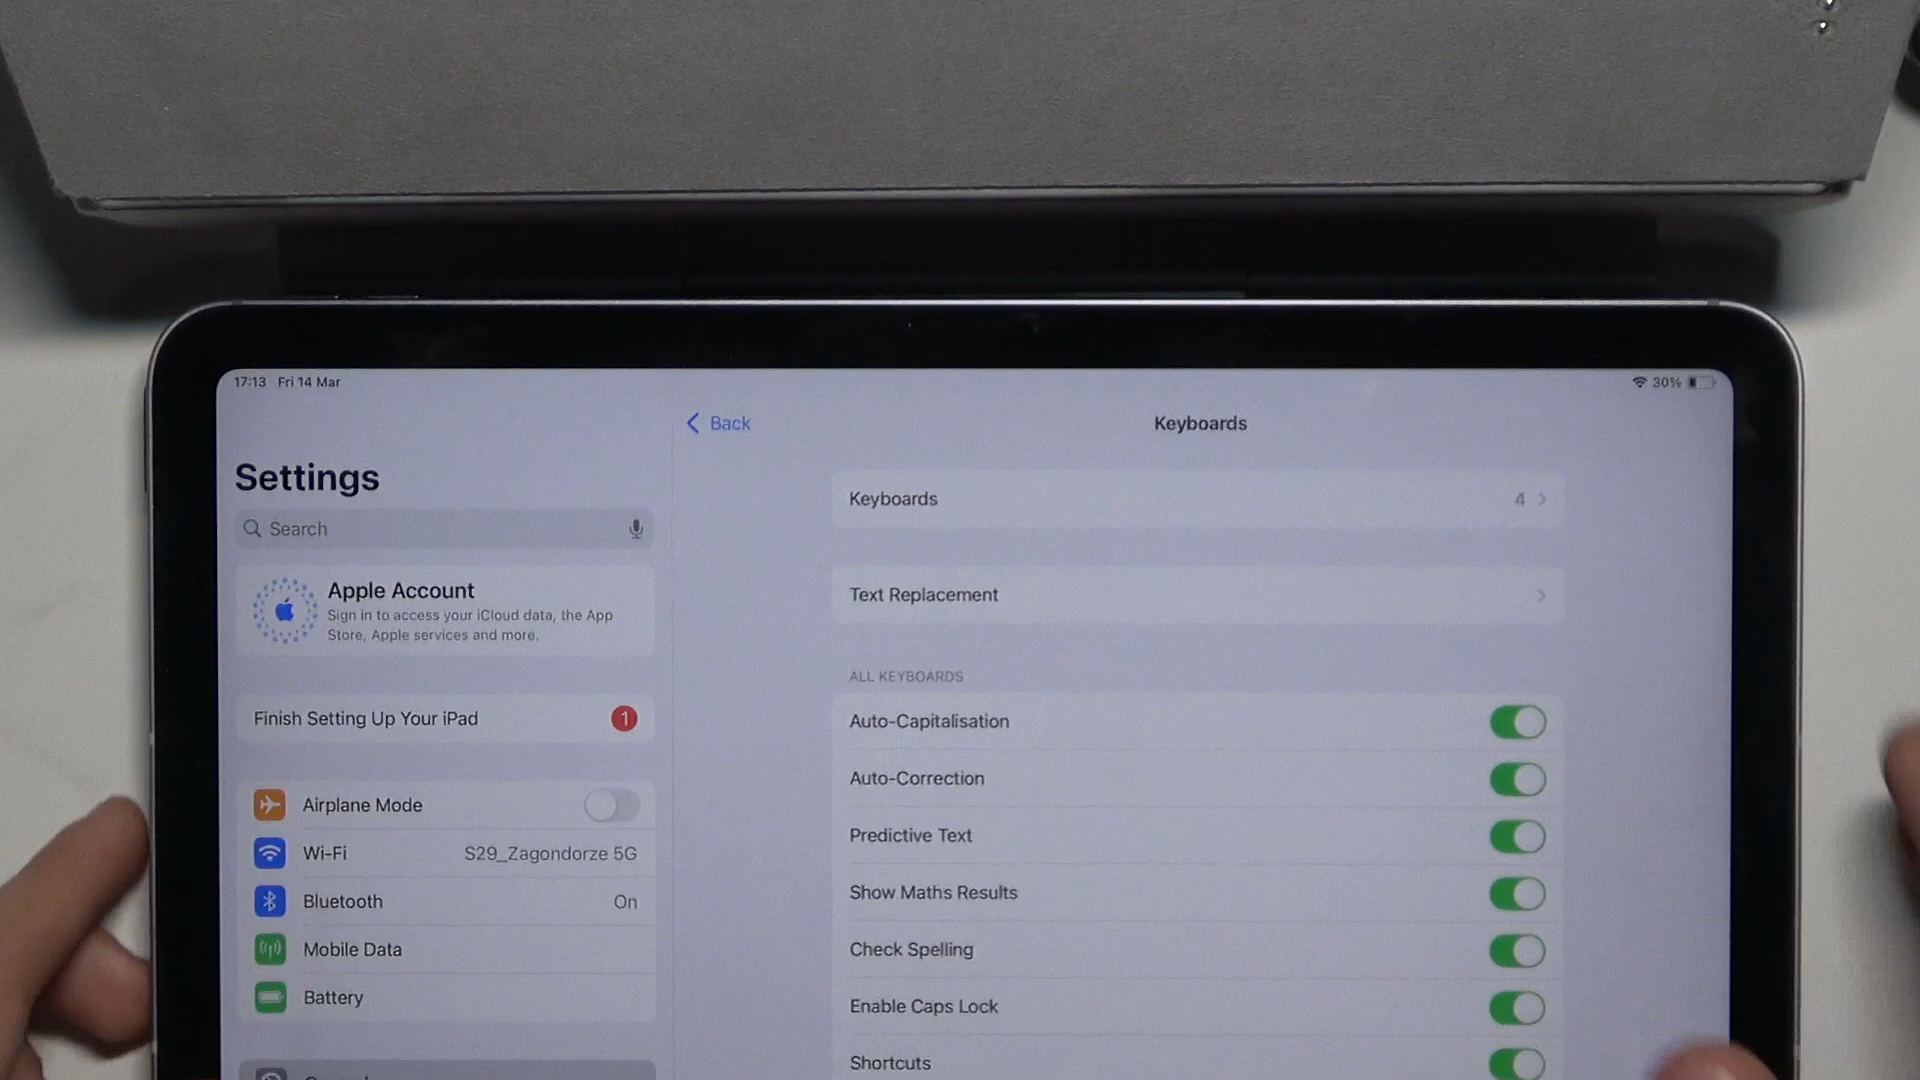 17:13 Fri 14 Mar
30%
Settings
Search
Apple Account
Sign in to access your iCloud data, the App
Store, Apple services and more.
Finish Setting Up Your iPad 1
Airplane Mode
Wi-Fi S29_Zagondorze 5G
Bluetooth On
Mobile Data
Battery
Back
Keyboards
Keyboards 4
Text Replacement
ALL KEYBOARDS
Auto-Capitalisation
Auto-Correction
Predictive Text
Show Maths Results
Check Spelling
Enable Caps Lock
Shortcuts